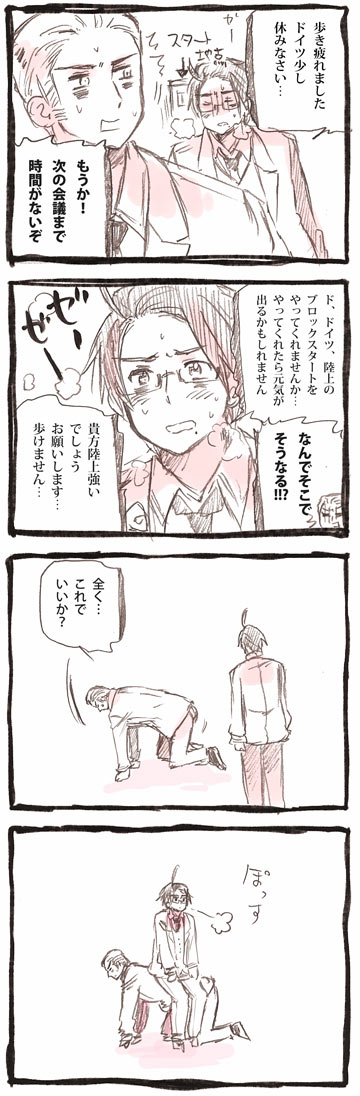 歩き疲れました
ドイツ少し
休みなさい…
ぜー
スタート
地点
もうか！
次の会議まで
時間がないぞ
ド、ドイツ、陸上の
ブロックスタートを
やってくれませんか…
やってくれたら元気が
出るかもしれません
なんでそこで
そうなる!!?
ゼー
ゼー
貴方陸上強い
でしょう
お願いします…
歩けません…
全く…
これで
いいか？
ぽっす